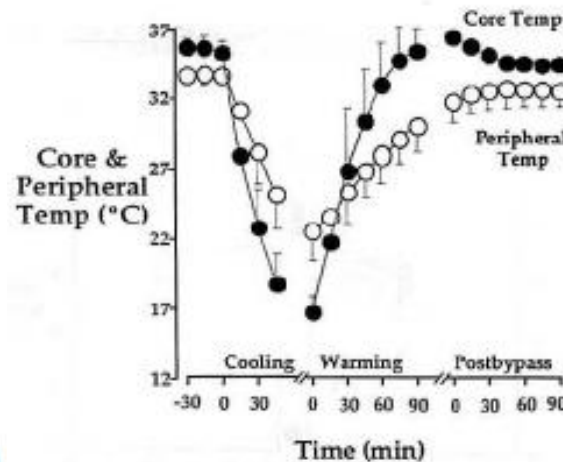 37
32
27
22
17
12
Core &
Peripheral
Temp (°C)
Core Temp
Peripheral
Temp
Cooling
Warming
Postbypass
-30 0 30
0 30 60 90
0 30 60 90
Time (min)